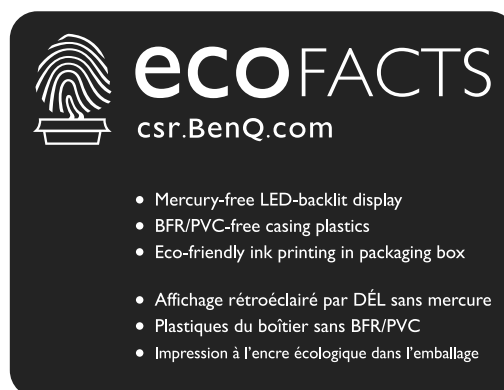 ecoFACTS
csr.BenQ.com
• Mercury-free LED-backlit display
• BFR/PVC-free casing plastics
• Eco-friendly ink printing in packaging box
• Affichage rétroéclairé par DÉL sans mercure
• Plastiques du boîtier sans BFR/PVC
• Impression à l'encre écologique dans l'emballage